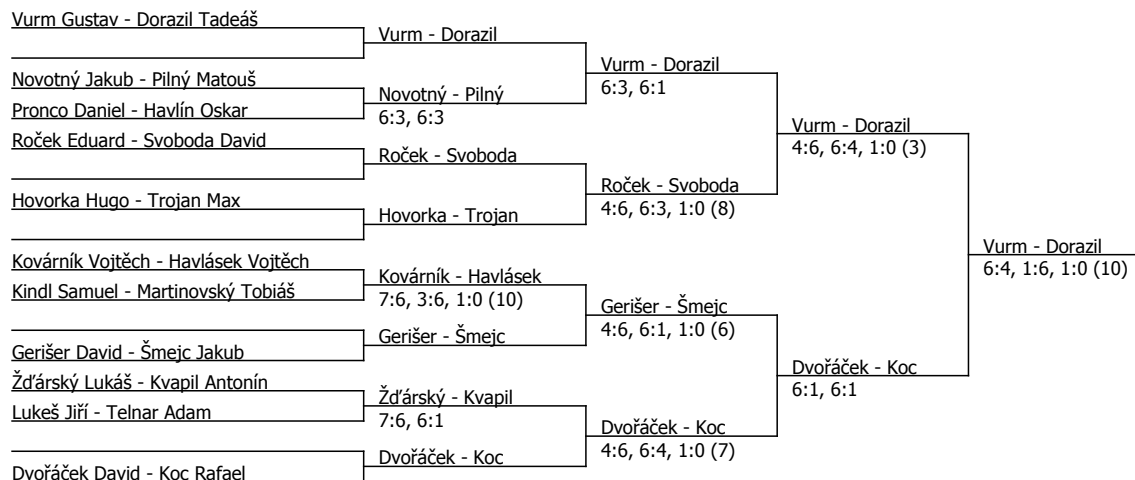 Vurm Gustav - Dorazil Tadeáš
Vurm - Dorazil
Vurm - Dorazil
6:3, 6:1
Novotný Jakub - Pilný Matouš
Novotný - Pilný
6:3, 6:3
Pronco Daniel - Havlín Oskar
Vurm - Dorazil
4:6, 6:4, 1:0 (3)
Roček Eduard - Svoboda David
Roček - Svoboda
Roček - Svoboda
4:6, 6:3, 1:0 (8)
Hovorka Hugo - Trojan Max
Hovorka - Trojan
Vurm - Dorazil
6:4, 1:6, 1:0 (10)
Kovárník Vojtěch - Havlásek Vojtěch
Kovárník - Havlásek
7:6, 3:6, 1:0 (10)
Kindl Samuel - Martinovský Tobiáš
Gerišer - Šmejc
4:6, 6:1, 1:0 (6)
Gerišer - Šmejc
Gerišer David - Šmejc Jakub
Dvořáček - Koc
6:1, 6:1
Žďárský Lukáš - Kvapil Antonín
Žďárský - Kvapil
7:6, 6:1
Lukeš Jiří - Telnar Adam
Dvořáček - Koc
4:6, 6:4, 1:0 (7)
Dvořáček - Koc
Dvořáček David - Koc Rafael